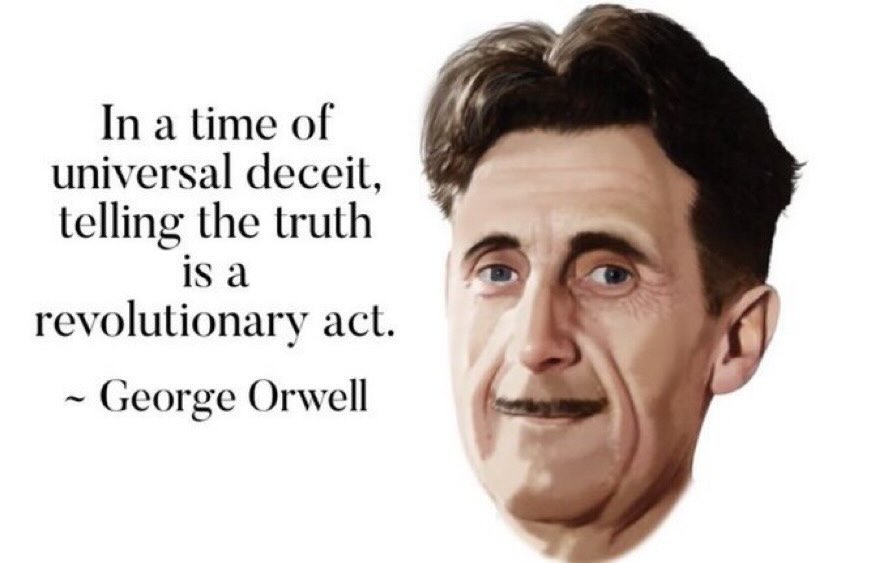 In a time of
universal deceit,
telling the truth
is a
revolutionary act.
~ George Orwell